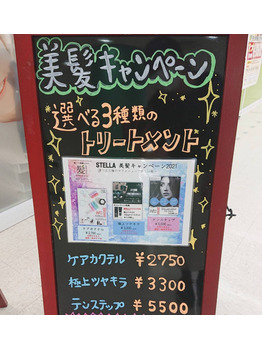 美髪キャンペーン
選べる3種類の
トリートメント
STELLA 美髪キャンペーン2021
髪
ケアカクテル ¥2750
極上ツヤキラ ¥3300
テンステップ ¥5500